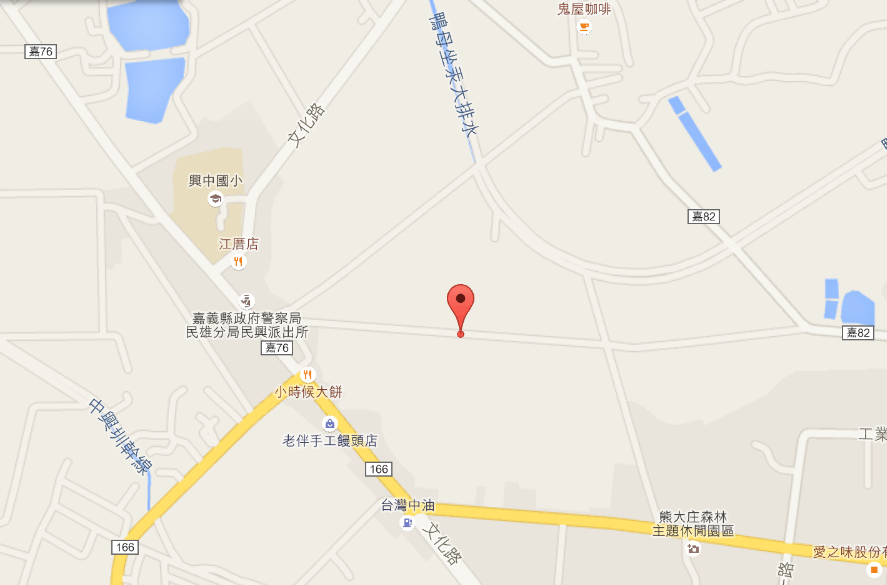 鬼屋咖啡
嘉76
鴨母坐汞大排水
文化路
興中國小
嘉82
江厝店
嘉義縣政府警察局
民雄分局民興派出所
嘉82
嘉76
小時候大餅
中興圳幹線
老伴手工饅頭店
工業
166
台灣中油
熊大庄森林
主題休閒園區
文化路
166
愛之味股份有
路